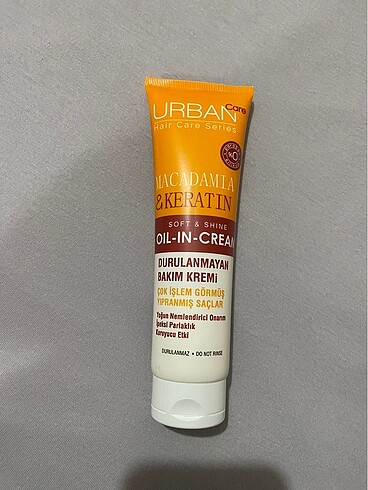 URBAN Care
Hair Care Series
%0
MACADAMIA
& KERATIN
SOFT & SHINE
OIL-IN-CREAM
DURULANMAYAN
BAKIM KREMİ
ÇOK İŞLEM GÖRMÜŞ
YIPRANMIŞ SAÇLAR
Yoğun Nemlendirici Onarım
İpeksi Parlaklık
Koruyucu Etki
DURULANMAZ • DO NOT RINSE